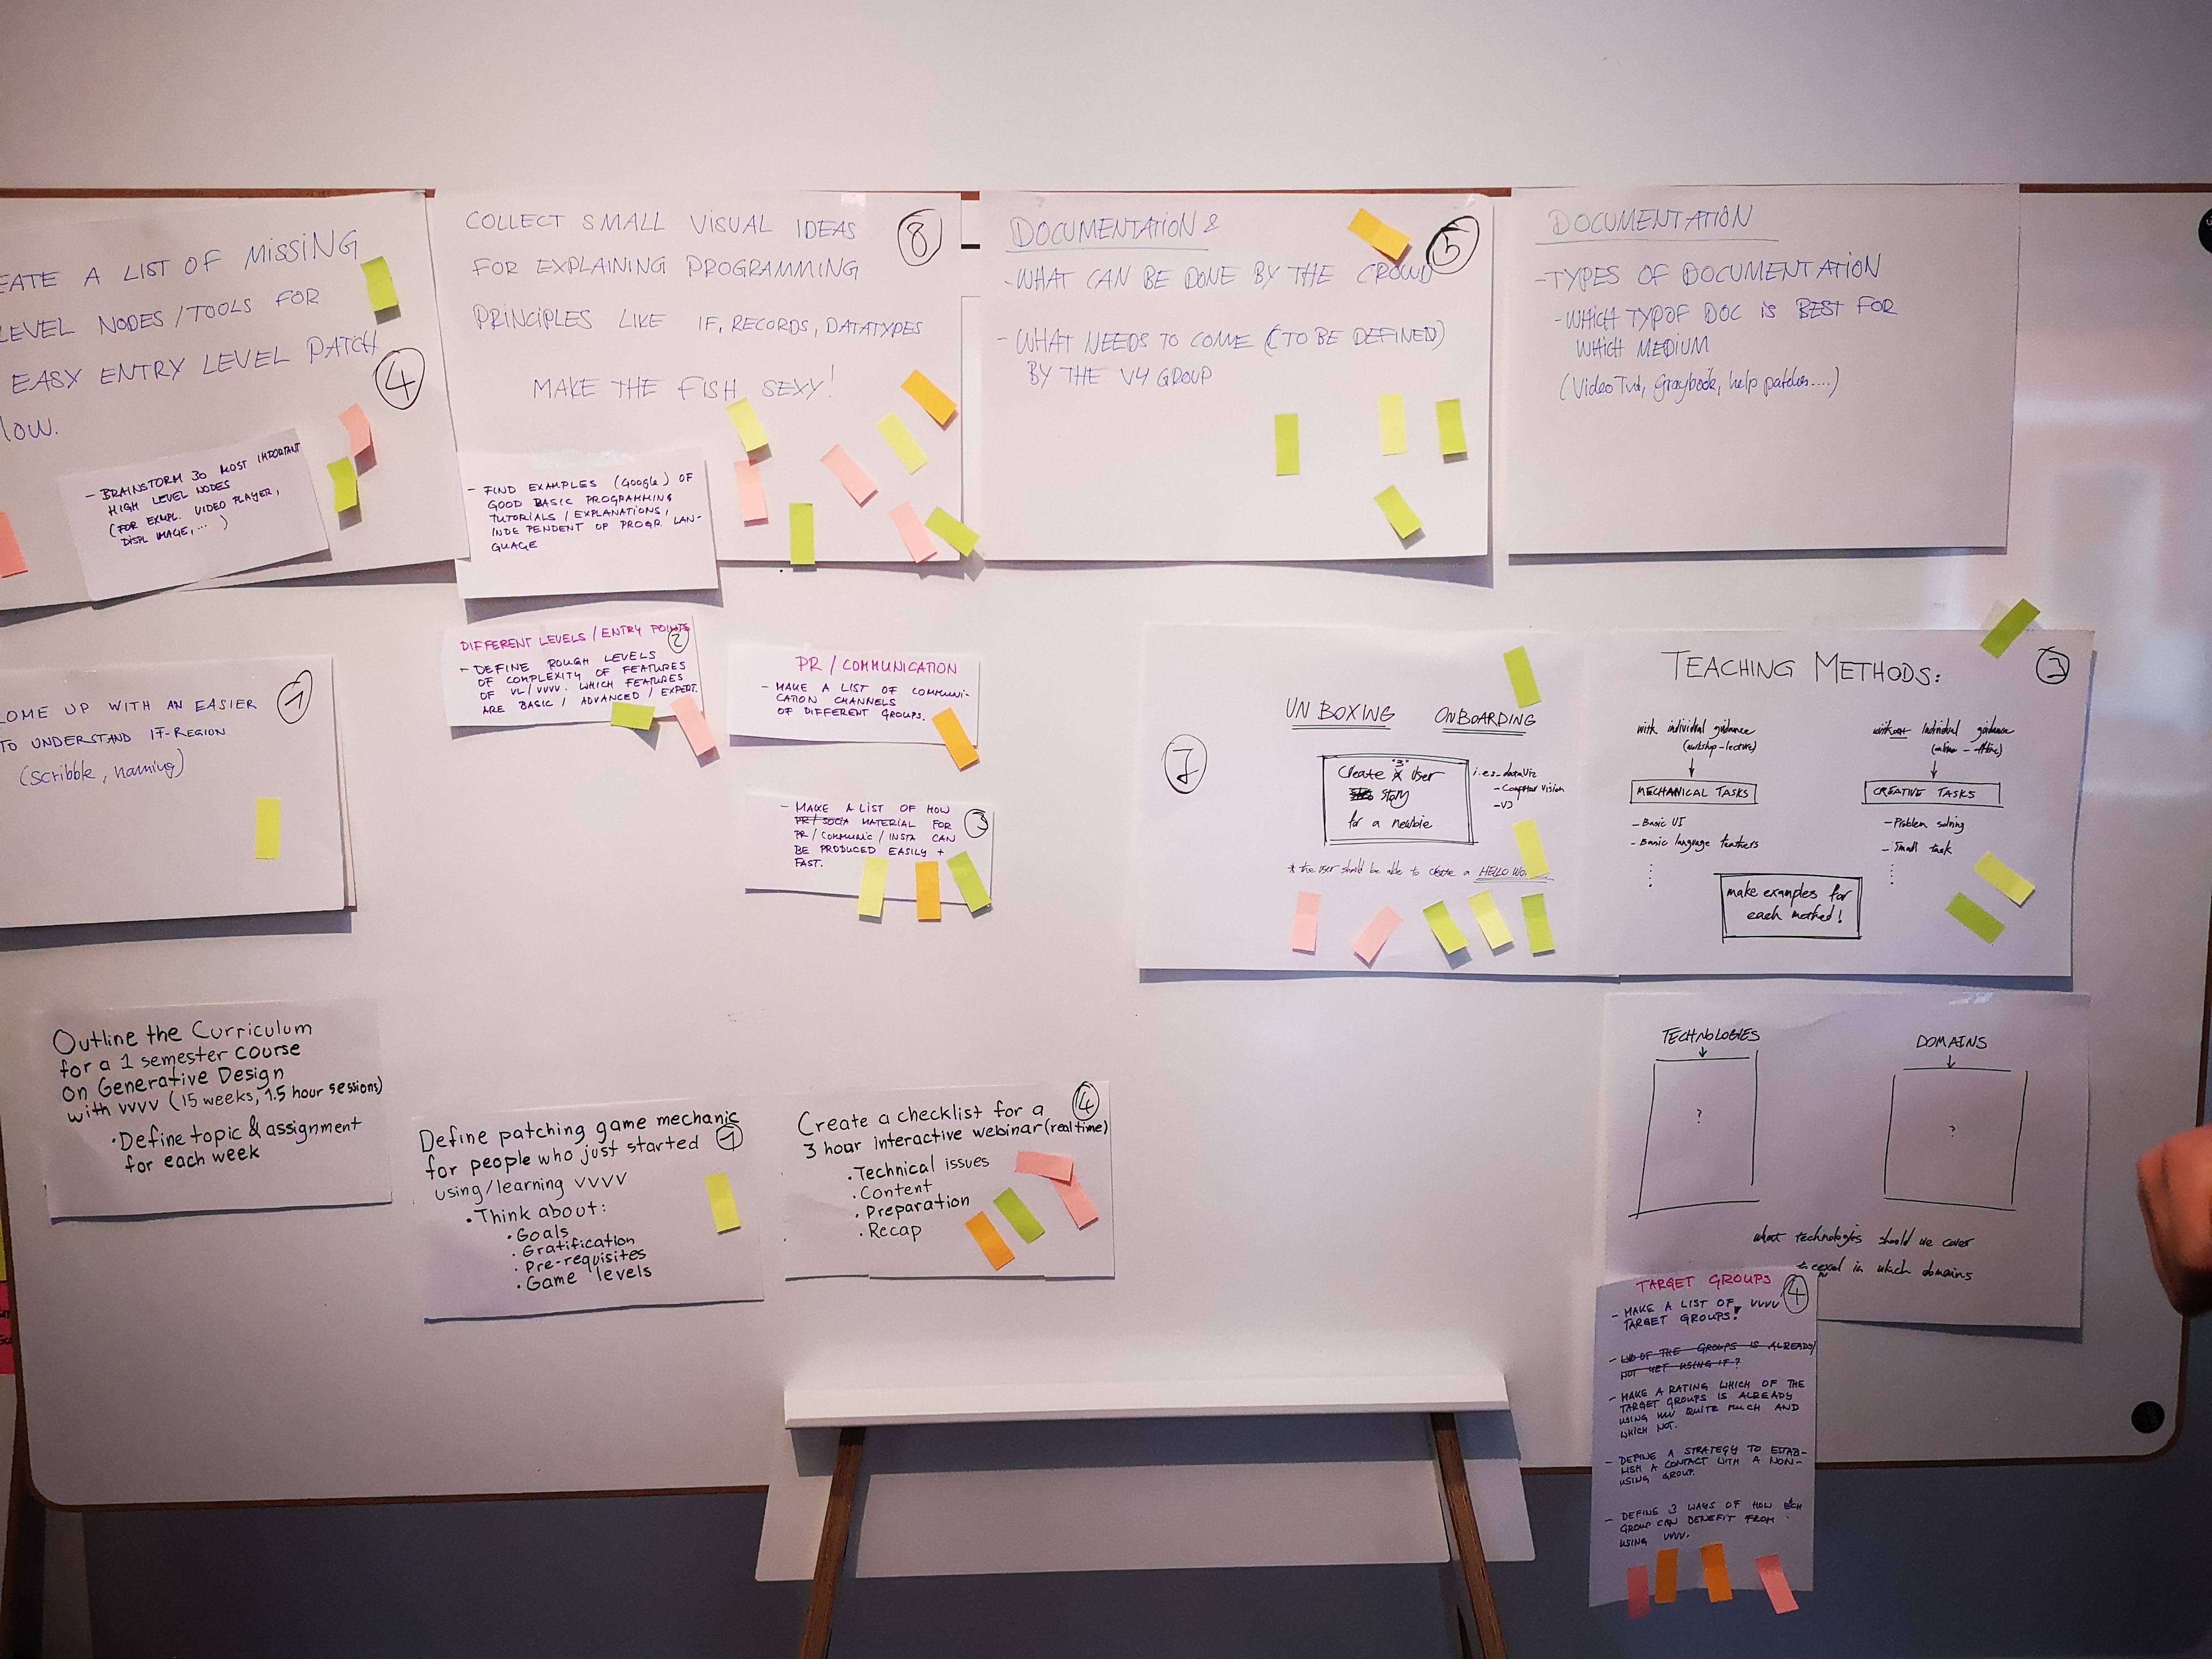 EATE A LIST OF MISSING
LEVEL NODES/TOOLS FOR
EASY ENTRY LEVEL PATCH
LOW.
4
- BRAINSTORM 30 MOST IMPORTANT
HIGH LEVEL NODES
(FOR EXMPL. VIDEO PLAYER,
DISPL IMAGE, ... )
COLLECT SMALL VISUAL IDEAS
FOR EXPLAINING PROGRAMMING
PRINCIPLES LIKE IF, RECORDS, DATATYPES
MAKE THE FISH SEXY!
8
- FIND EXAMPLES (Google) OF
GOOD BASIC PROGRAMMING
TUTORIALS / EXPLANATIONS,
INDEPENDENT OF PROGR. LAN-
GUAGE
DOCUMENTATION 2
5
- WHAT CAN BE DONE BY THE CROWD
- WHAT NEEDS TO COME (TO BE DEFINED)
BY THE V4 GROUP
DOCUMENTATION
- TYPES OF DOCUMENTATION
- WHICH TYPOF DOC IS BEST FOR
WHICH MEDIUM
(Video Tut, Graybook, help patches....)
COME UP WITH AN EASIER
TO UNDERSTAND IF-REGION
(scribble, naming)
1
DIFFERENT LEVELS / ENTRY POINTS
2
- DEFINE ROUGH LEVELS
OF COMPLEXITY OF FEATURES
OF VL/VVVV. WHICH FEATURES
ARE BASIC / ADVANCED / EXPERT.
PR / COMMUNICATION
- MAKE A LIST OF COMMUNI-
CATION CHANNELS
OF DIFFERENT GROUPS.
- MAKE A LIST OF HOW
PR/SOCIA MATERIAL FOR
PR/COMMUNIC/INSTA CAN
BE PRODUCED EASILY +
FAST.
3
7
UNBOXING ONBOARDING
Create "3" User
story
for a newbie
i.e: - dataViz
- Computer Vision
- VJ
* the user should be able to create a HELLO WO
TEACHING METHODS:
with individual guidance
(workshop - lecture)
MECHANICAL TASKS
- Basic UI
- Basic language features
without Individual guidance
(online - offline)
CREATIVE TASKS
- Problem solving
- Small task
make examples for
each method!
Outline the Curriculum
for a 1 semester course
on Generative Design
with vvvv (15 weeks, 1.5 hour sessions)
• Define topic & assignment
for each week
Define patching game mechanic
for people who just started
using/learning vvvv
1
• Think about:
• Goals
• Gratification
• Pre-requisites
• Game levels
Create a checklist for a
3 hour interactive webinar (real time)
4
• Technical issues
• Content
• Preparation
• Recap
TECHNOLOGIES
?
DOMAINS
?
what technologies should we cover
to excel in which domains
TARGET GROUPS
4
- MAKE A LIST OF VVVV
TARGET GROUPS!
- OF THE GROUPS IS ALREADY/
NOT YET USING IT?
- MAKE A RATING WHICH OF THE
TARGET GROUPS IS ALREADY
USING VVVV QUITE MUCH AND
WHICH NOT.
- DEFINE A STRATEGY TO ESTAB-
LISH A CONTACT WITH A NON-
USING GROUP.
- DEFINE 3 WAYS OF HOW ECH
GROUP CAN BENEFIT FROM
USING VVVV.